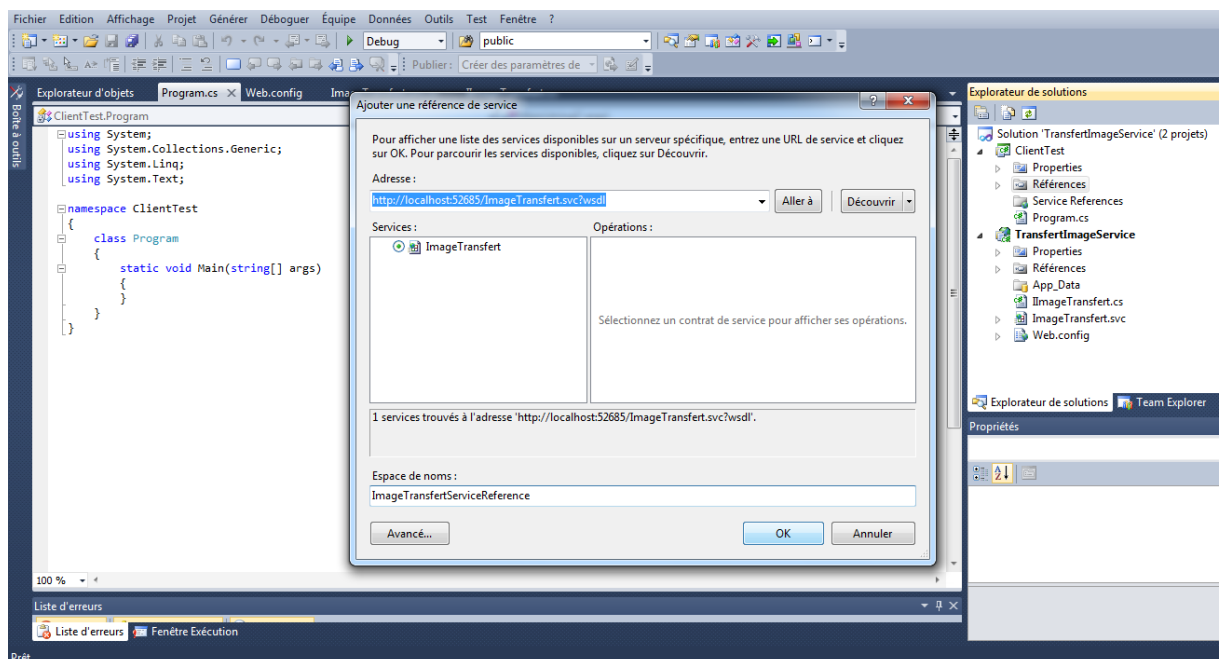 Fichier Edition Affichage Projet Générer Déboguer Équipe Données Outils Test Fenêtre ?
Debug public
Publier : Créer des paramètres de
Explorateur d'objets Program.cs Web.config
Boîte à outils
ClientTest.Program
using System;
using System.Collections.Generic;
using System.Linq;
using System.Text;
namespace ClientTest
{
class Program
{
static void Main(string[] args)
{
}
}
}
100 %
Ajouter une référence de service
Pour afficher une liste des services disponibles sur un serveur spécifique, entrez une URL de service et cliquez
sur OK. Pour parcourir les services disponibles, cliquez sur Découvrir.
Adresse :
http://localhost:52685/ImageTransfert.svc?wsdl Aller à Découvrir
Services : Opérations :
ImageTransfert
Sélectionnez un contrat de service pour afficher ses opérations.
1 services trouvés à l'adresse 'http://localhost:52685/ImageTransfert.svc?wsdl'.
Espace de noms :
ImageTransfertServiceReference
Avancé... OK Annuler
Explorateur de solutions
Solution 'TransfertImageService' (2 projets)
ClientTest
Properties
Références
Service References
Program.cs
TransfertImageService
Properties
Références
App_Data
IImageTransfert.cs
ImageTransfert.svc
Web.config
Explorateur de solutions Team Explorer
Propriétés
Liste d'erreurs
Liste d'erreurs Fenêtre Exécution
Prêt